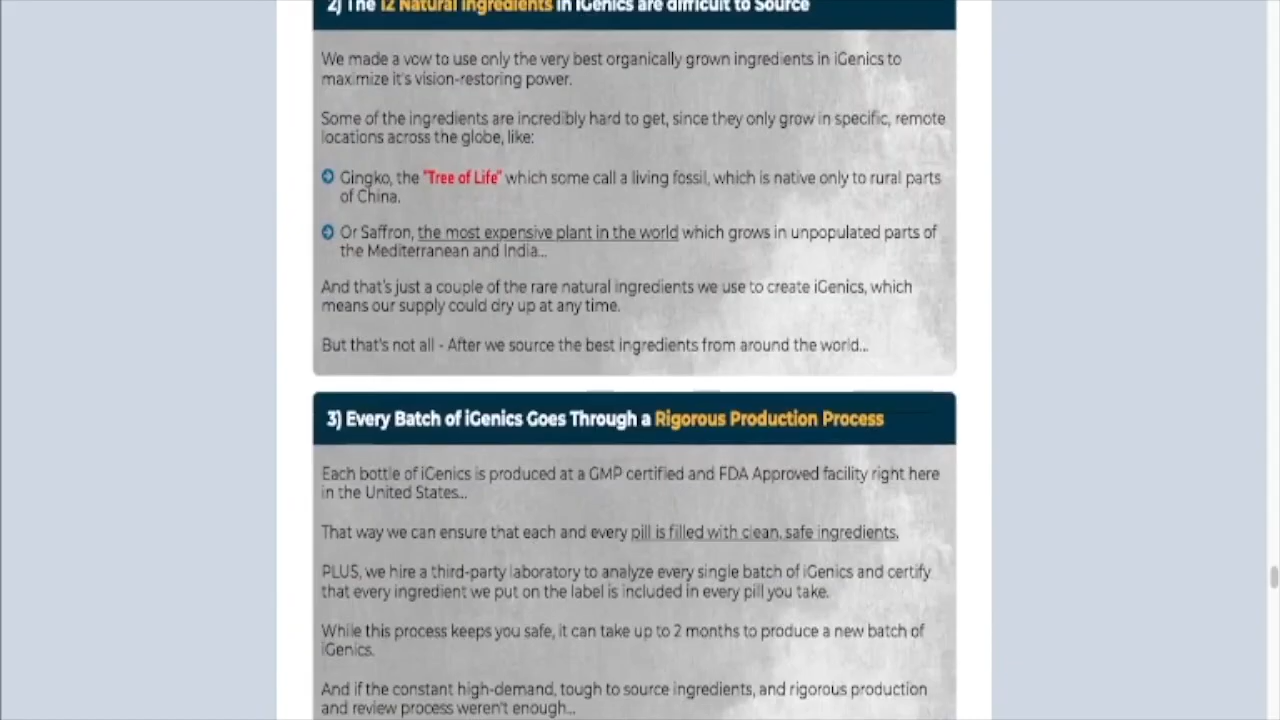 2) The 12 Natural Ingredients in iGenics are difficult to Source
We made a vow to use only the very best organically grown ingredients in iGenics to
maximize it's vision-restoring power.
Some of the ingredients are incredibly hard to get, since they only grow in specific, remote
locations across the globe, like:
Gingko, the "Tree of Life" which some call a living fossil, which is native only to rural parts
of China.
Or Saffron, the most expensive plant in the world which grows in unpopulated parts of
the Mediterranean and India...
And that's just a couple of the rare natural ingredients we use to create iGenics, which
means our supply could dry up at any time.
But that's not all - After we source the best ingredients from around the world...
3) Every Batch of iGenics Goes Through a Rigorous Production Process
Each bottle of iGenics is produced at a GMP certified and FDA Approved facility right here
in the United States...
That way we can ensure that each and every pill is filled with clean, safe ingredients.
PLUS, we hire a third-party laboratory to analyze every single batch of iGenics and certify
that every ingredient we put on the label is included in every pill you take.
While this process keeps you safe, it can take up to 2 months to produce a new batch of
iGenics.
And if the constant high-demand, tough to source ingredients, and rigorous production
and review process weren't enough...